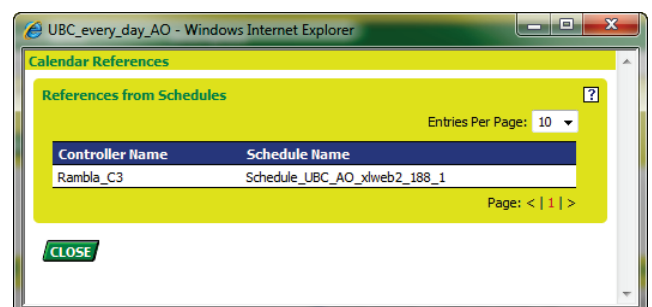 UBC_every_day_AO - Windows Internet Explorer
Calendar References
References from Schedules
?
Entries Per Page: 10
Controller Name Schedule Name
Rambla_C3 Schedule_UBC_AO_xlweb2_188_1
Page: < | 1 | >
CLOSE